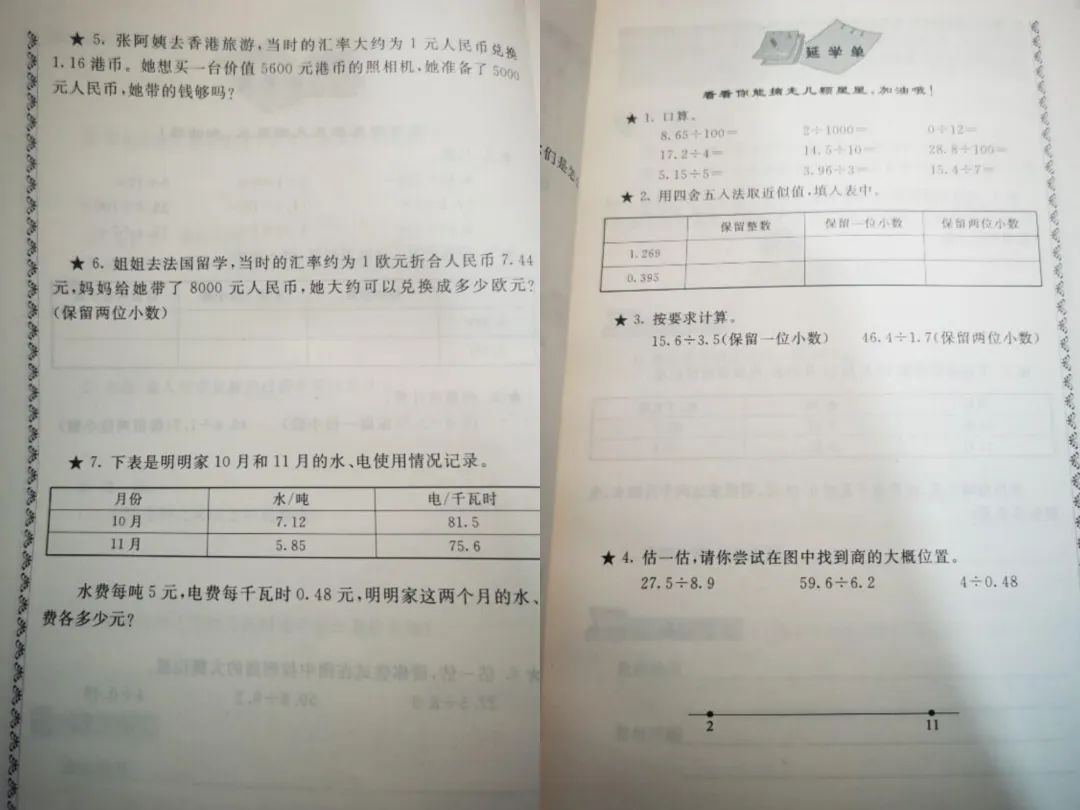 ★ 5. 张阿姨去香港旅游,当时的汇率大约为 1 元人民币兑换
1.16 港币。她想买一台价值 5600 元港币的照相机,她准备了 5000
元人民币,她带的钱够吗?
★ 6. 姐姐去法国留学,当时的汇率约为 1 欧元折合人民币 7.44
元,妈妈给她带了 8000 元人民币,她大约可以兑换成多少欧元?
(保留两位小数)
★ 7. 下表是明明家 10 月和 11 月的水、电使用情况记录。
月份 水/吨 电/千瓦时
10 月 7.12 81.5
11 月 5.85 75.6
水费每吨 5 元,电费每千瓦时 0.48 元,明明家这两个月的水、
费各多少元?
们是怎
延学单
看看你能摘走几颗星星,加油哦!
★ 1. 口算。
8.65÷100= 2÷1000= 0÷12=
17.2÷4= 14.5÷10= 28.8÷100=
5.15÷5= 3.96÷3= 15.4÷7=
★ 2. 用四舍五入法取近似值,填入表中。
保留整数 保留一位小数 保留两位小数
1.269
0.395
★ 3. 按要求计算。
15.6÷3.5(保留一位小数) 46.4÷1.7(保留两位小数)
★ 4. 估一估,请你尝试在图中找到商的大概位置。
27.5÷8.9 59.6÷6.2 4÷0.48
2 11